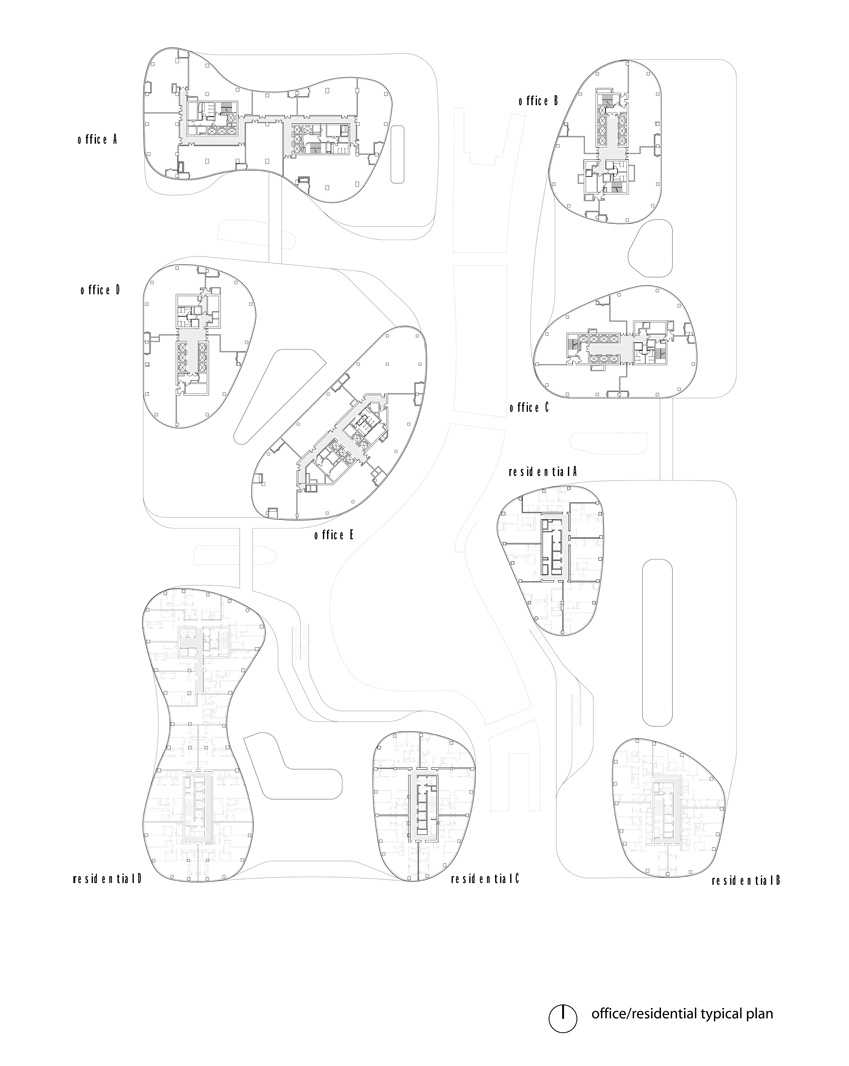 office A
office B
office D
office C
residential A
office E
residential D
residential C
residential B
office/residential typical plan